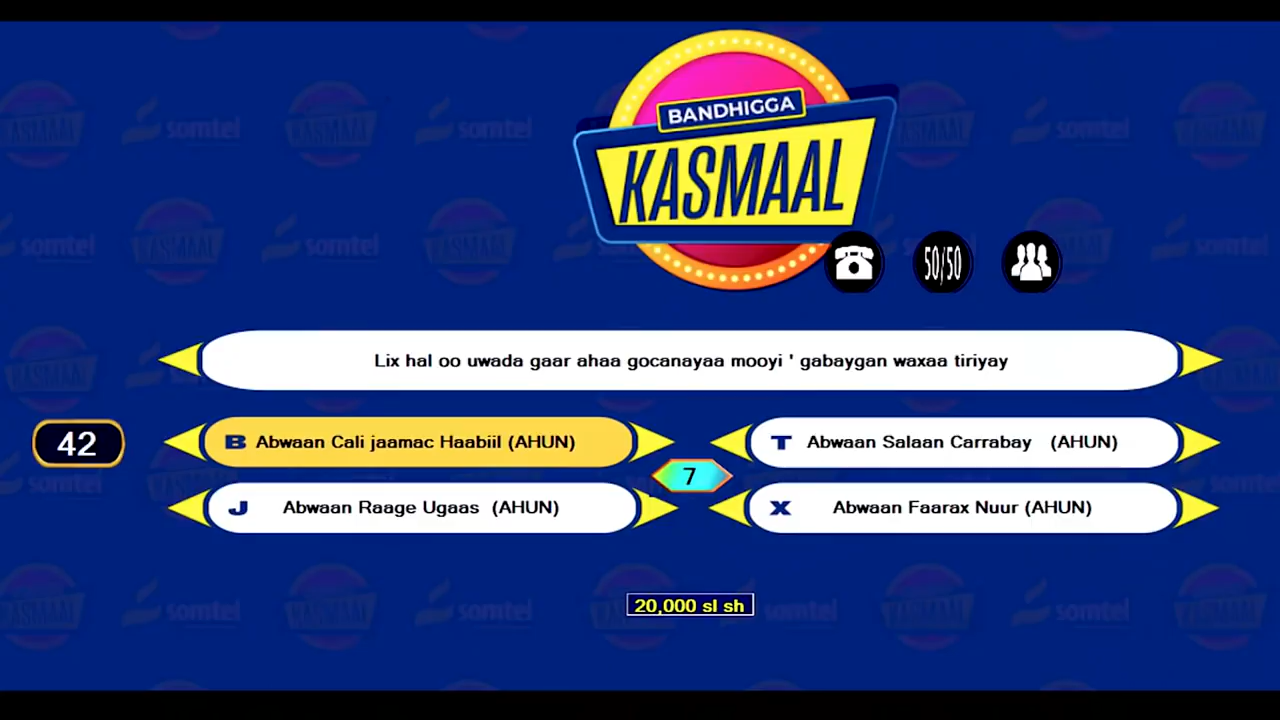 BANDHIGGA
KASMAAL
50/50
Lix hal oo uwada gaar ahaa gocanayaa mooyi ' gabaygan waxaa tiriyay
42
B Abwaan Cali jaamac Haabiil (AHUN)
T Abwaan Salaan Carrabay (AHUN)
7
J Abwaan Raage Ugaas (AHUN)
X Abwaan Faarax Nuur (AHUN)
20,000 sl sh
somtel